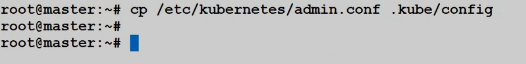 root@master:~# cp /etc/kubernetes/admin.conf .kube/config
root@master:~#
root@master:~#